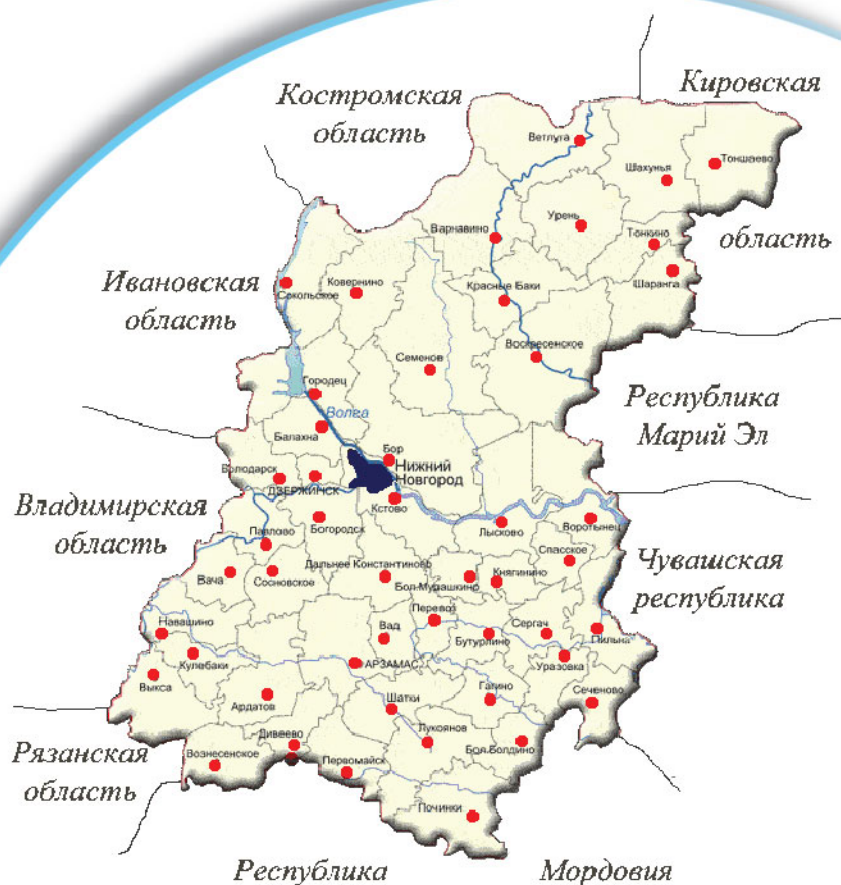 Костромская
область
Кировская
область
Ветлуга
Шахунья
Тоншаево
Урень
Варнавино
Тонкино
Шаранга
Ивановская
область
Сокольское
Ковернино
Красные Баки
Воскресенское
Семенов
Городец
Волга
Балахна
Республика
Марий Эл
Бор
Нижний
Новгород
Володарск
ДЗЕРЖИНСК
Кстово
Владимирская
область
Богородск
Лысково
Воротынец
Павлово
Спасское
Чувашская
республика
Вача
Сосновское
Дальнее Константиново
Бол.Мурашкино
Княгинино
Перевоз
Навашино
Вад
Бутурлино
Сергач
Пильна
Кулебаки
АРЗАМАС
Уразовка
Выкса
Ардатов
Шатки
Гагино
Сеченово
Рязанская
область
Вознесенское
Дивеево
Первомайск
Лукоянов
Бол.Болдино
Починки
Республика
Мордовия